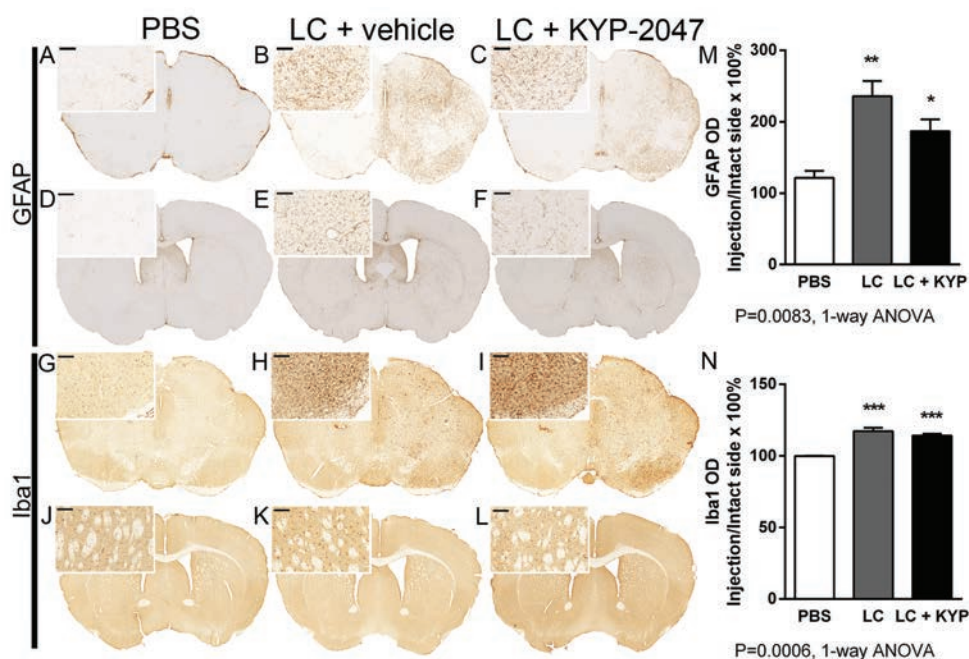 PBS LC + vehicle LC + KYP-2047
A B C M
GFAP
D E F
300
200
100
0
GFAP OD
Injection/Intact side x 100%
** *
PBS LC LC + KYP
P=0.0083, 1-way ANOVA
G H I N
Iba1
J K L
150
100
50
0
Iba1 OD
Injection/Intact side x 100%
*** ***
PBS LC LC + KYP
P=0.0006, 1-way ANOVA